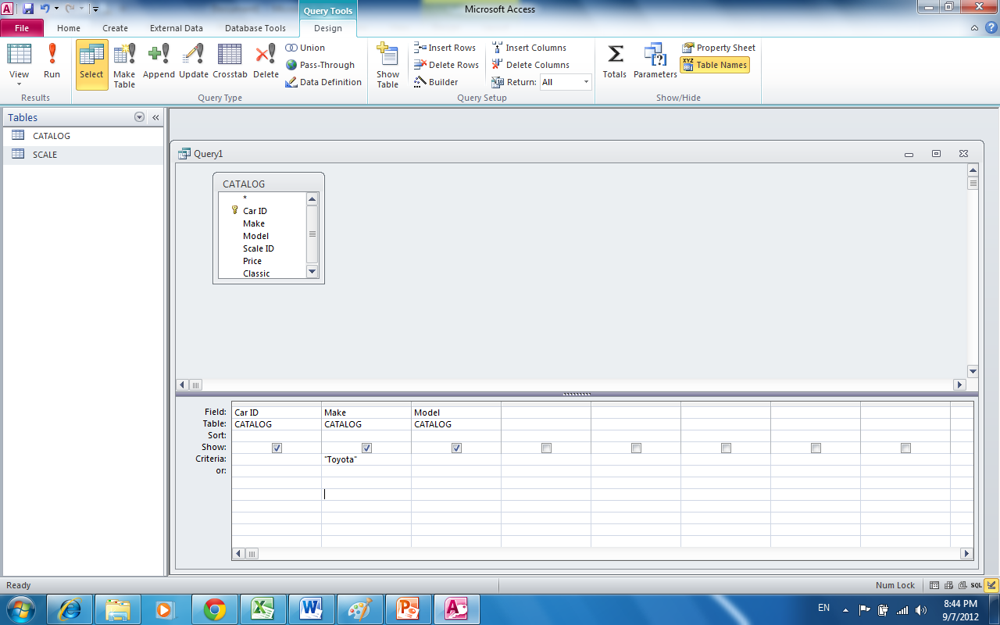 Query Tools
Microsoft Access
File Home Create External Data Database Tools Design
View Run Select Make Table Append Update Crosstab Delete
Union
Pass-Through
Data Definition
Show Table
Insert Rows
Delete Rows
Builder
Insert Columns
Delete Columns
Return: All
Totals Parameters
Property Sheet
XYZ Table Names
Results Query Type Query Setup Show/Hide
Tables
CATALOG
SCALE
Query1
CATALOG
*
Car ID
Make
Model
Scale ID
Price
Classic
Field: Car ID Make Model
Table: CATALOG CATALOG CATALOG
Sort:
Show:
Criteria: "Toyota"
or:
Ready Num Lock SQL
EN 8:44 PM
9/7/2012